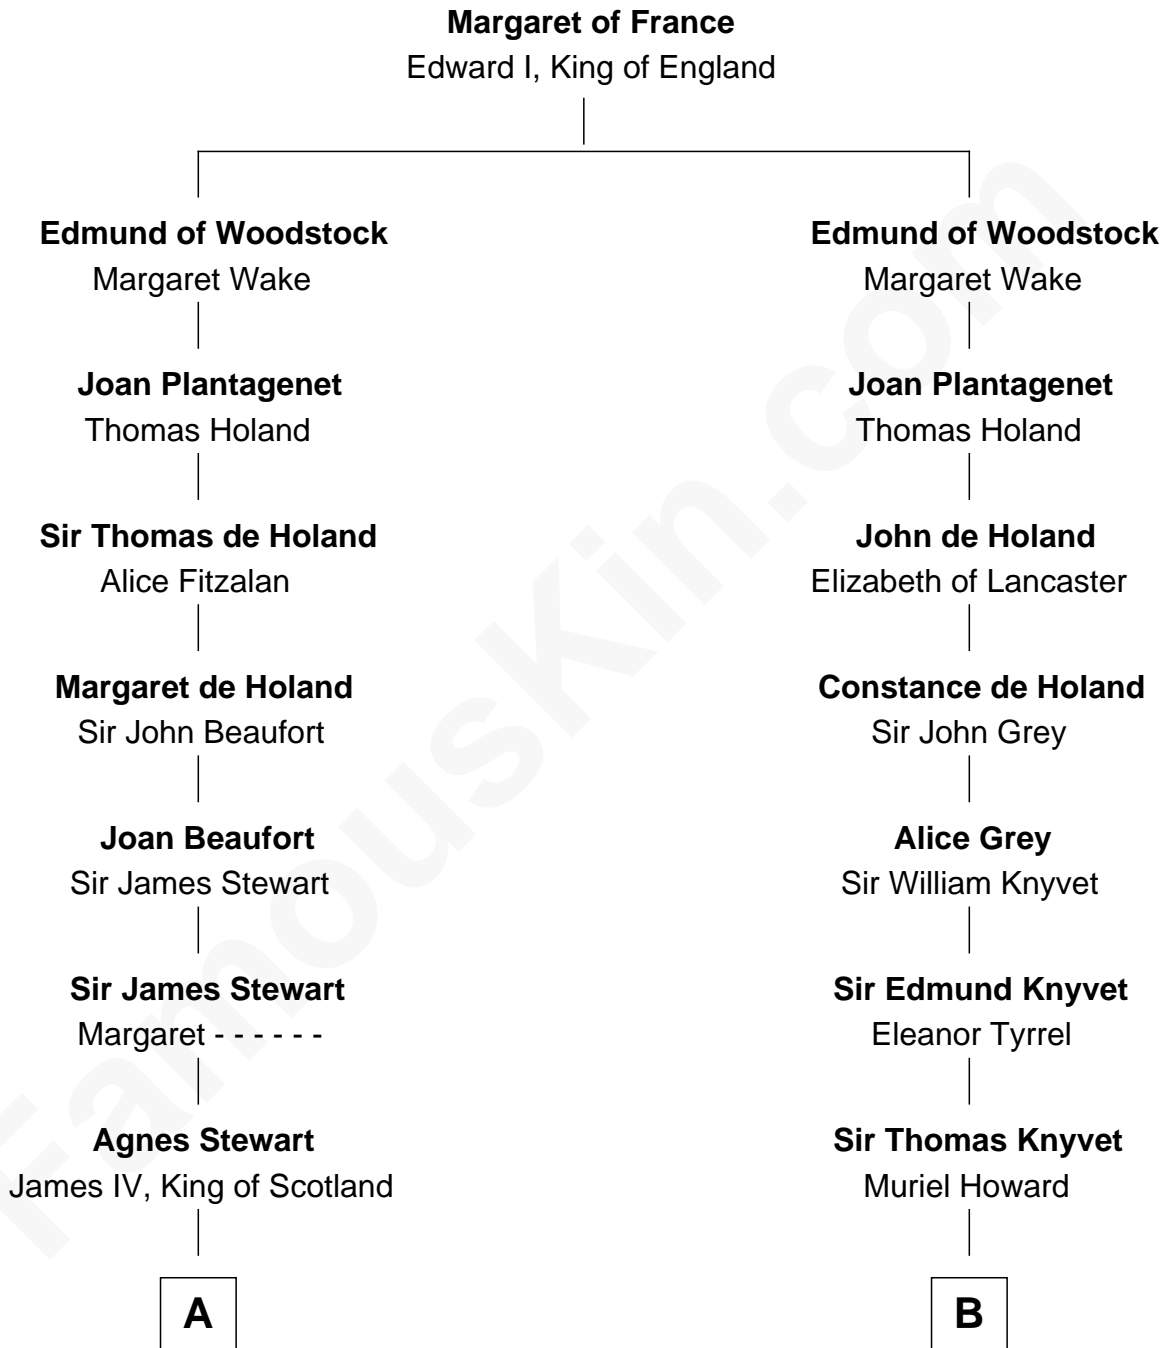 Margaret of France
Edward I, King of England
Edmund of Woodstock
Margaret Wake
Joan Plantagenet
Thomas Holand
Sir Thomas de Holand
Alice Fitzalan
Margaret de Holand
Sir John Beaufort
Joan Beaufort
Sir James Stewart
Sir James Stewart
Margaret - - - - - -
Agnes Stewart
James IV, King of Scotland
A
Edmund of Woodstock
Margaret Wake
Joan Plantagenet
Thomas Holand
John de Holand
Elizabeth of Lancaster
Constance de Holand
Sir John Grey
Alice Grey
Sir William Knyvet
Sir Edmund Knyvet
Eleanor Tyrrel
Sir Thomas Knyvet
Muriel Howard
B
FamousKin.com